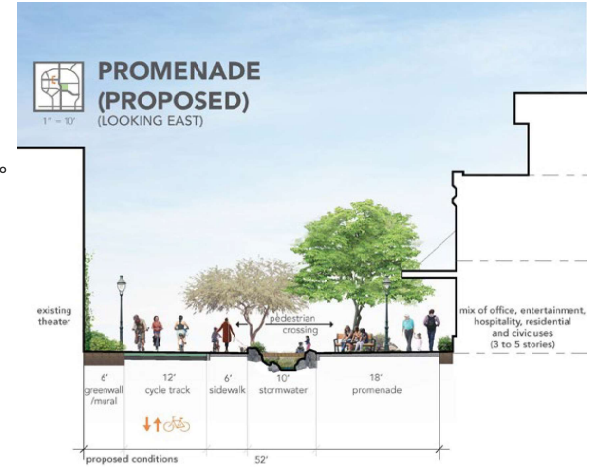 PROMENADE
(PROPOSED)
(LOOKING EAST)
1" = 10'
existing
theater
pedestrian
crossing
mix of office, entertainment,
hospitality, residential
and civic uses
(3 to 5 stories)
6'
greenwall
/mural
12'
cycle track
6'
sidewalk
10'
stormwater
18'
promenade
proposed conditions
52'